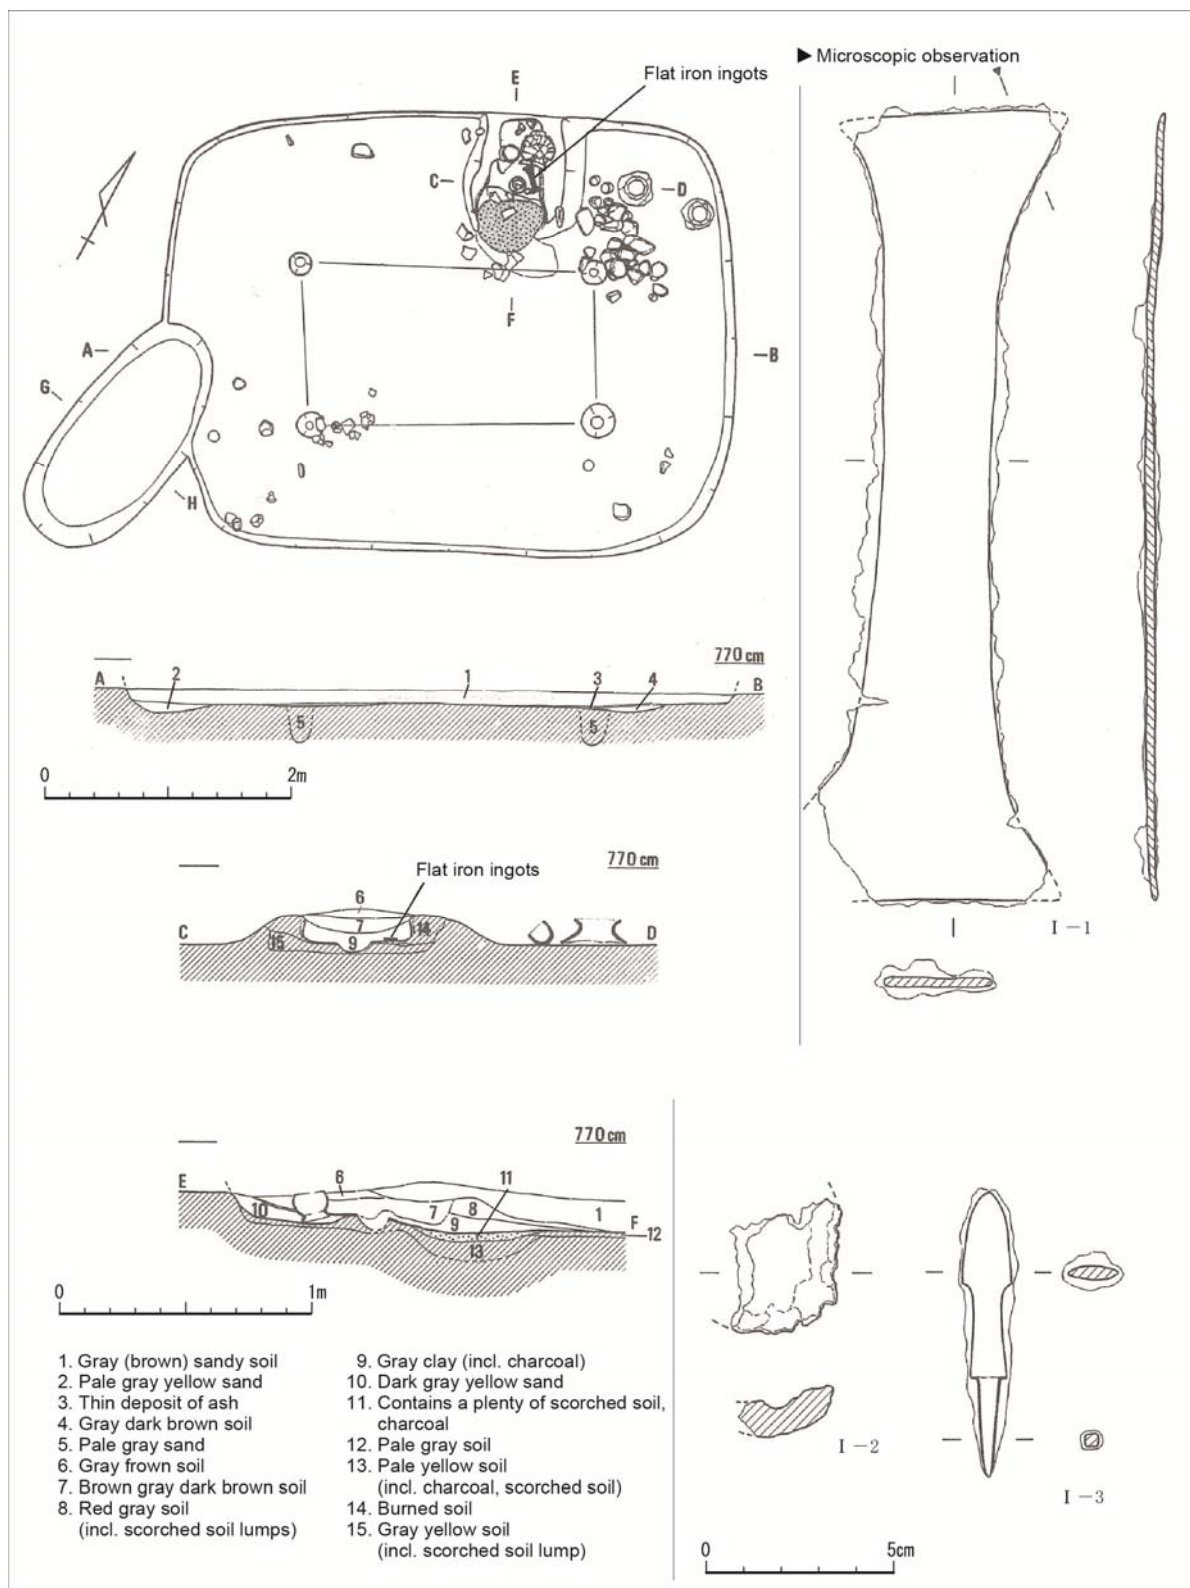 ▶ Microscopic observation
Flat iron ingots
E
C
D
F
A
B
G
H
770 cm
A
2
1
3
4
B
5
5
0
2m
770 cm
Flat iron ingots
6
C
7
14
D
15
9
I-1
770 cm
E
6
11
10
7
8
1
9
F
12
13
0
1m
1. Gray (brown) sandy soil
2. Pale gray yellow sand
3. Thin deposit of ash
4. Gray dark brown soil
5. Pale gray sand
6. Gray frown soil
7. Brown gray dark brown soil
8. Red gray soil
(incl. scorched soil lumps)
9. Gray clay (incl. charcoal)
10. Dark gray yellow sand
11. Contains a plenty of scorched soil,
charcoal
12. Pale gray soil
13. Pale yellow soil
(incl. charcoal, scorched soil)
14. Burned soil
15. Gray yellow soil
(incl. scorched soil lump)
I-2
I-3
0
5cm